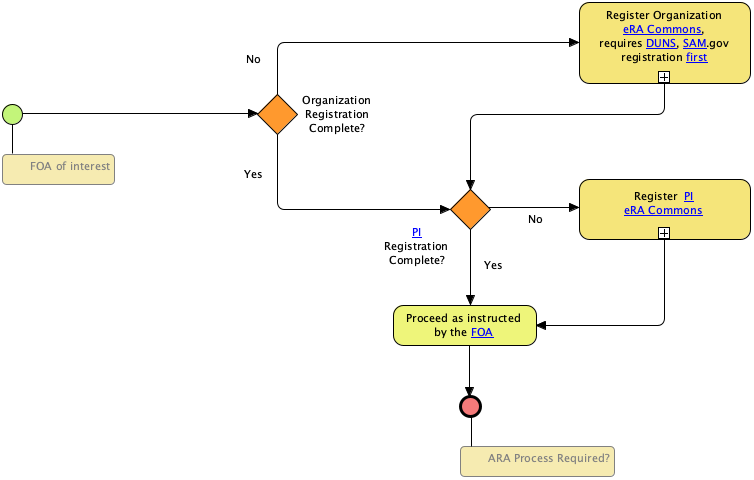 Register Organization
eRA Commons,
requires DUNS, SAM.gov
registration first
No
Organization
Registration
Complete?
FOA of interest
Yes
Register PI
eRA Commons
No
PI
Registration
Complete?
Yes
Proceed as instructed
by the FOA
ARA Process Required?